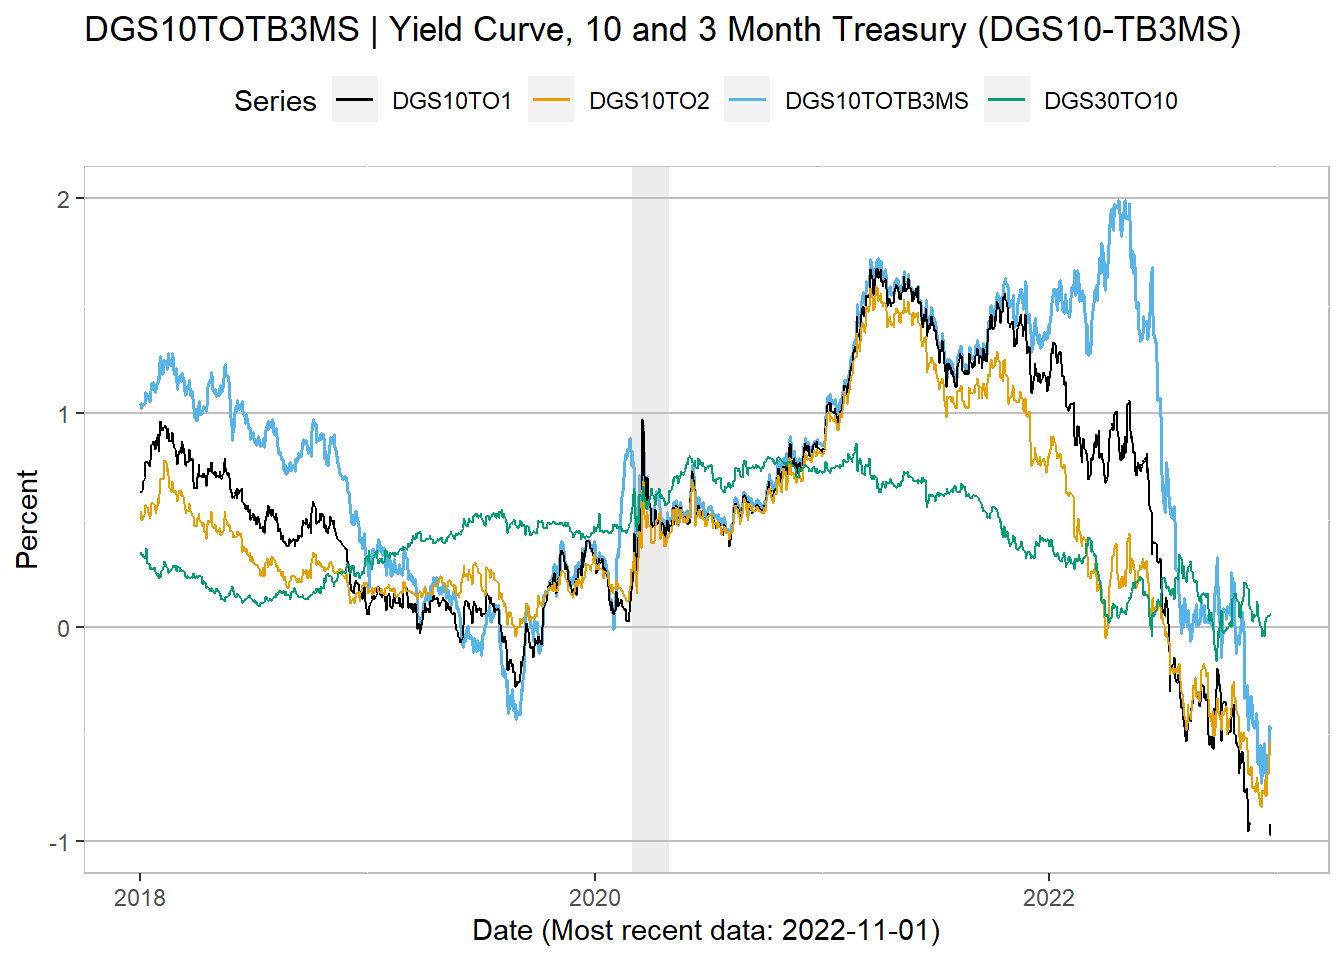 DGS10TOTB3MS | Yield Curve, 10 and 3 Month Treasury (DGS10-TB3MS)
Series DGS10TO1 DGS10TO2 DGS10TOTB3MS DGS30TO10
Percent
2
1
0
-1
2018 2020 2022
Date (Most recent data: 2022-11-01)